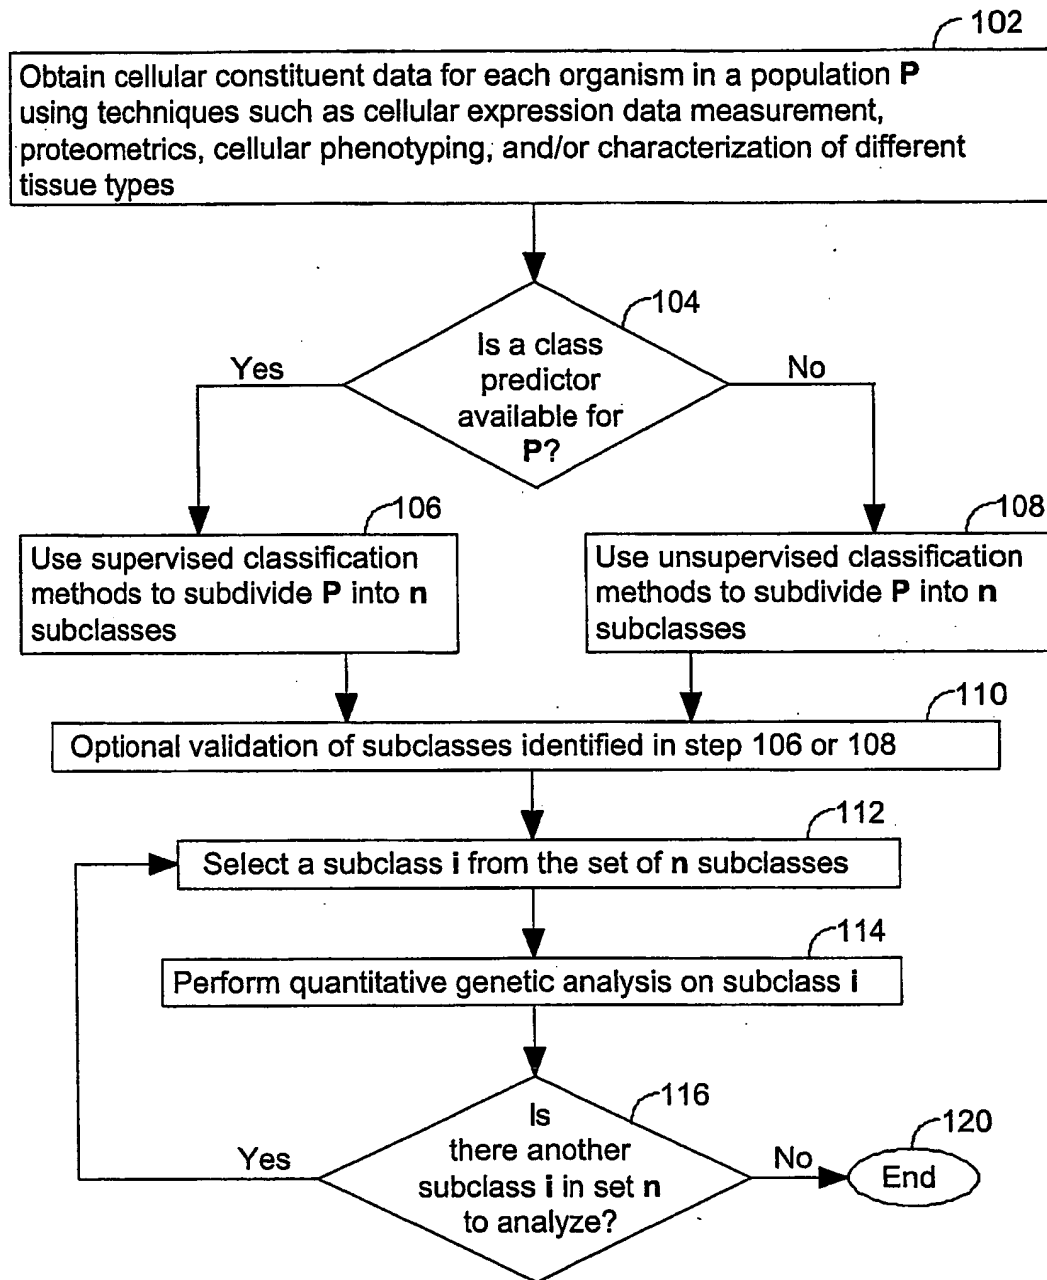 102
Obtain cellular constituent data for each organism in a population P
using techniques such as cellular expression data measurement,
proteometrics, cellular phenotyping, and/or characterization of different
tissue types
104
Is a class
predictor
available for
P?
Yes
No
106
Use supervised classification
methods to subdivide P into n
subclasses
108
Use unsupervised classification
methods to subdivide P into n
subclasses
110
Optional validation of subclasses identified in step 106 or 108
112
Select a subclass i from the set of n subclasses
114
Perform quantitative genetic analysis on subclass i
116
Is
there another
subclass i in set n
to analyze?
Yes
No
120
End